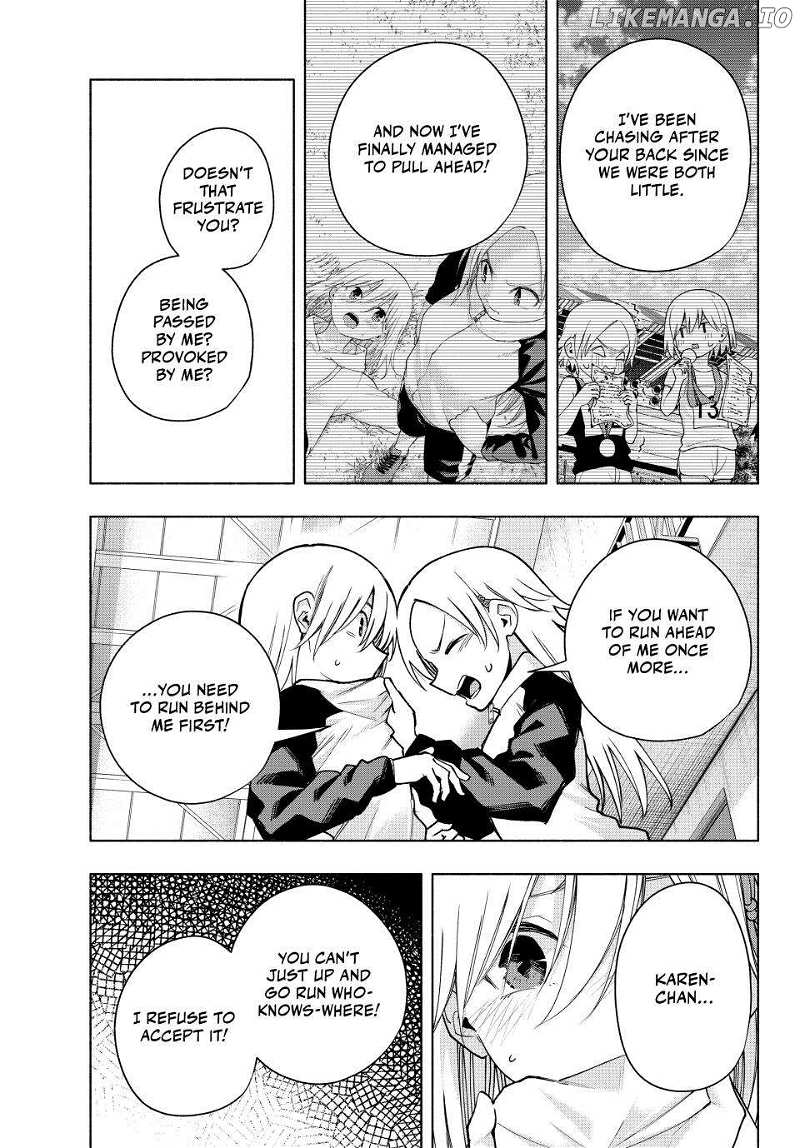 LIKEMANGA.IO
I'VE BEEN
CHASING AFTER
YOUR BACK SINCE
WE WERE BOTH
LITTLE.
13
AND NOW I'VE
FINALLY MANAGED
TO PULL AHEAD!
DOESN'T
THAT
FRUSTRATE
YOU?
BEING
PASSED
BY ME?
PROVOKED
BY ME?
IF YOU WANT
TO RUN AHEAD
OF ME ONCE
MORE...
...YOU NEED
TO RUN BEHIND
ME FIRST!
KAREN-
CHAN...
YOU CAN'T
JUST UP AND
GO RUN WHO-
KNOWS-WHERE!
I REFUSE TO
ACCEPT IT!